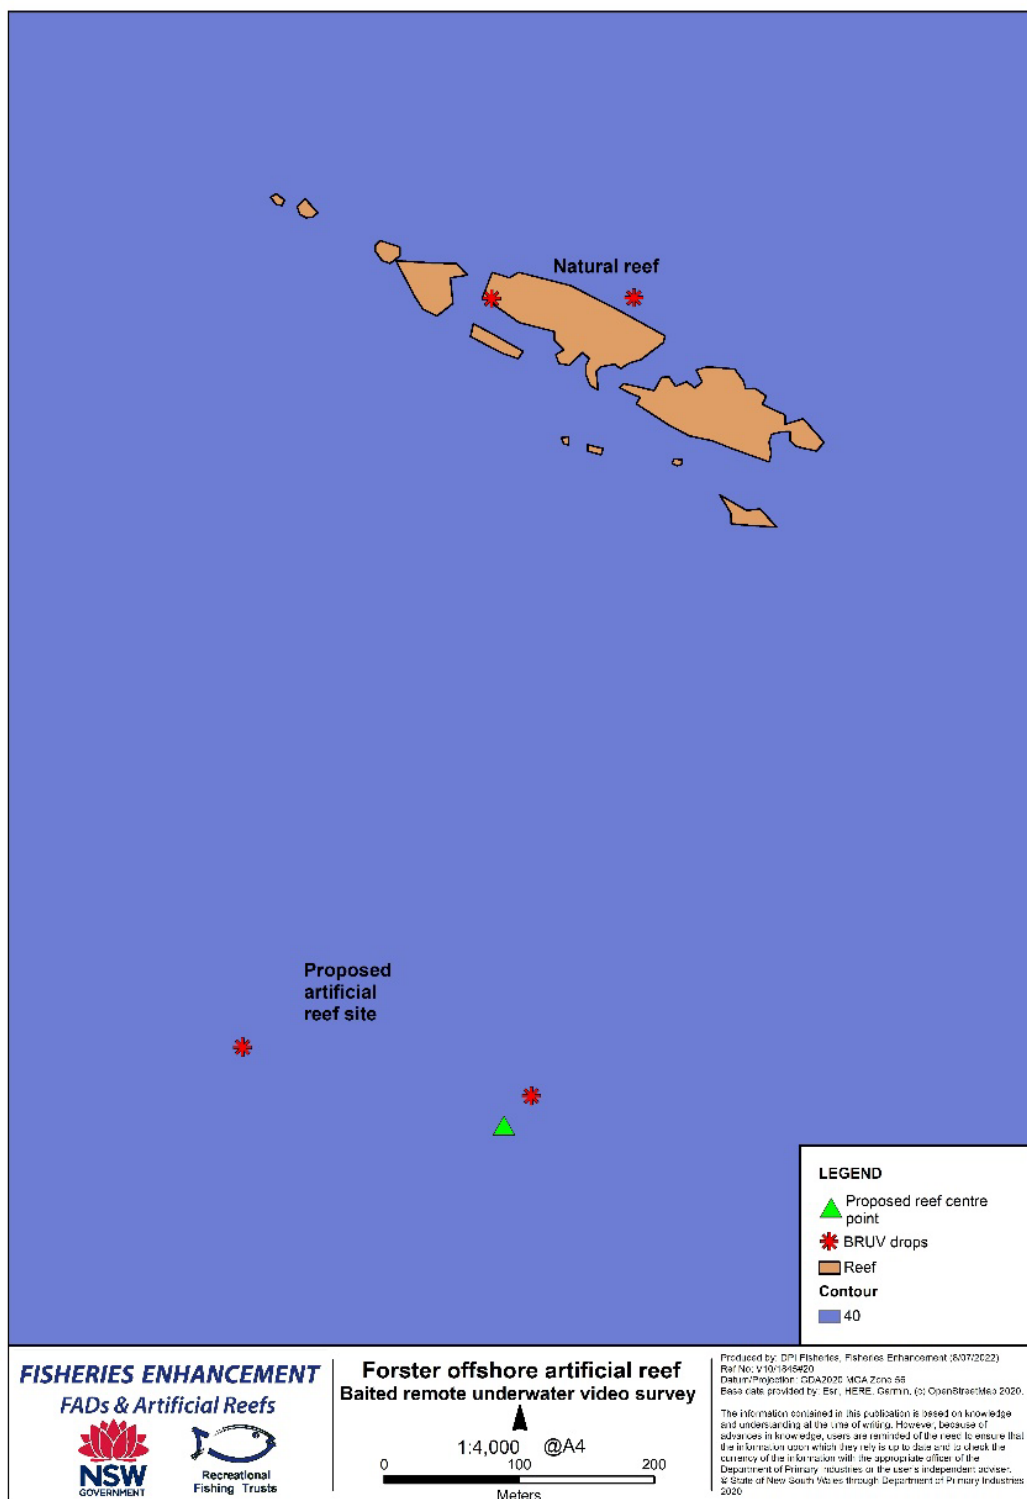 Natural reef
Proposed
artificial
reef site
LEGEND
Proposed reef centre
point
BRUV drops
Reef
Contour
40
FISHERIES ENHANCEMENT
FADs & Artificial Reefs
NSW
GOVERNMENT
Recreational
Fishing Trusts
Forster offshore artificial reef
Baited remote underwater video survey
1:4,000 @A4
0 100 200
Meters
Produced by: DPI Fisheries, Fisheries Enhancement (8/07/2022)
Ref No: V10/1845#20
Datum/Projection: GDA2020 MGA Zone 56
Base data provided by: Esri, HERE, Garmin, (c) OpenStreetMap 2020.
The information contained in this publication is based on knowledge
and understanding at the time of writing. However, because of
advances in knowledge, users are reminded of the need to ensure that
the information upon which they rely is up to date and to check the
currency of the information with the appropriate officer of the
Department of Primary Industries or the user's independent adviser.
© State of New South Wales through Department of Primary Industries
2020